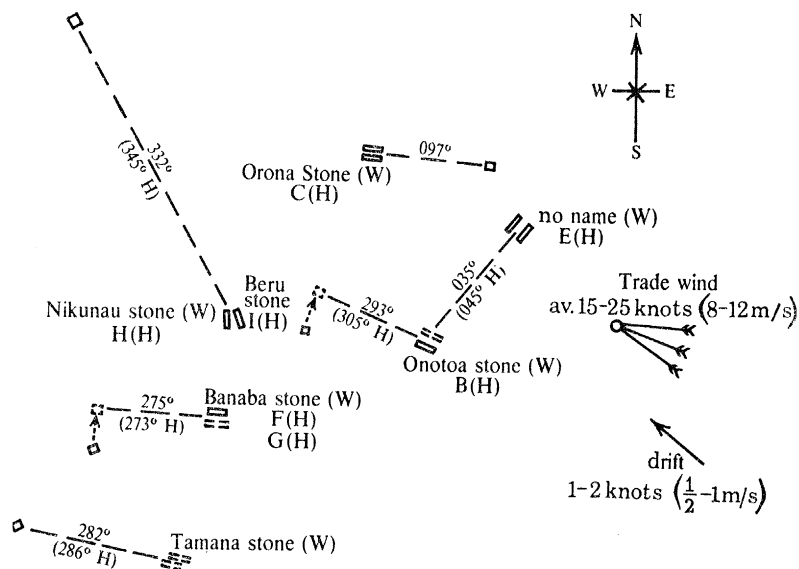 N
W E
S
332°
(345° H)
097°
Orona Stone (W)
C(H)
no name (W)
E(H)
035°
(045° H)
Beru
stone
I(H)
Nikunau stone (W)
H(H)
293°
(305° H)
Onotoa stone (W)
B(H)
Trade wind
av. 15-25 knots (8-12m/s)
275°
(273° H)
Banaba stone (W)
F(H)
G(H)
drift
1-2 knots (½-1m/s)
282°
(286° H)
Tamana stone (W)